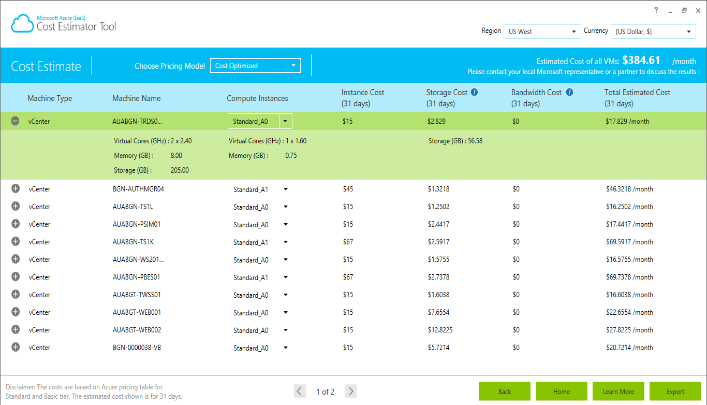 Microsoft Azure (IaaS)
Cost Estimator Tool
Region US West Currency [US Dollar, $]
Cost Estimate Choose Pricing Model Cost Optimized Estimated Cost of all VMs: $384.61 /month
Please contact your local Microsoft representative or a partner to discuss the results
Machine Type Machine Name Compute Instances Instance Cost (31 days) Storage Cost (31 days) Bandwidth Cost (31 days) Total Estimated Cost (31 days)
vCenter AUABGN-TRDS0... Standard_A0 $15 $2.829 $0 $17.829 /month
Virtual Cores (GHz) : 2 x 2.40 Virtual Cores (GHz) : 1 x 1.60 Storage (GB) : 56.58
Memory (GB) : 8.00 Memory (GB) : 0.75
Storage (GB) : 205.00
vCenter BGN-AUTHMGR04 Standard_A1 $45 $1.3218 $0 $46.3218 /month
vCenter AUABGN-TS1L Standard_A0 $15 $1.2502 $0 $16.2502 /month
vCenter AUABGN-PSIM01 Standard_A0 $15 $2.4417 $0 $17.4417 /month
vCenter AUABGN-TS1K Standard_A1 $67 $2.5917 $0 $69.5917 /month
vCenter AUABGN-WS201... Standard_A0 $15 $1.5755 $0 $16.5755 /month
vCenter AUABGN-PBES01 Standard_A1 $67 $2.7378 $0 $69.7378 /month
vCenter AUABGT-TWSS01 Standard_A0 $15 $1.6038 $0 $16.6038 /month
vCenter AUABGT-WEB001 Standard_A0 $15 $7.6554 $0 $22.6554 /month
vCenter AUABGT-WEB002 Standard_A0 $15 $12.8225 $0 $27.8225 /month
vCenter BGN-0000038-VB Standard_A0 $15 $5.7214 $0 $20.7214 /month
Disclaimer: The costs are based on Azure pricing table for
Standard and Basic tier. The estimated cost shown is for 31 days.
1 of 2
Back Home Learn More Export